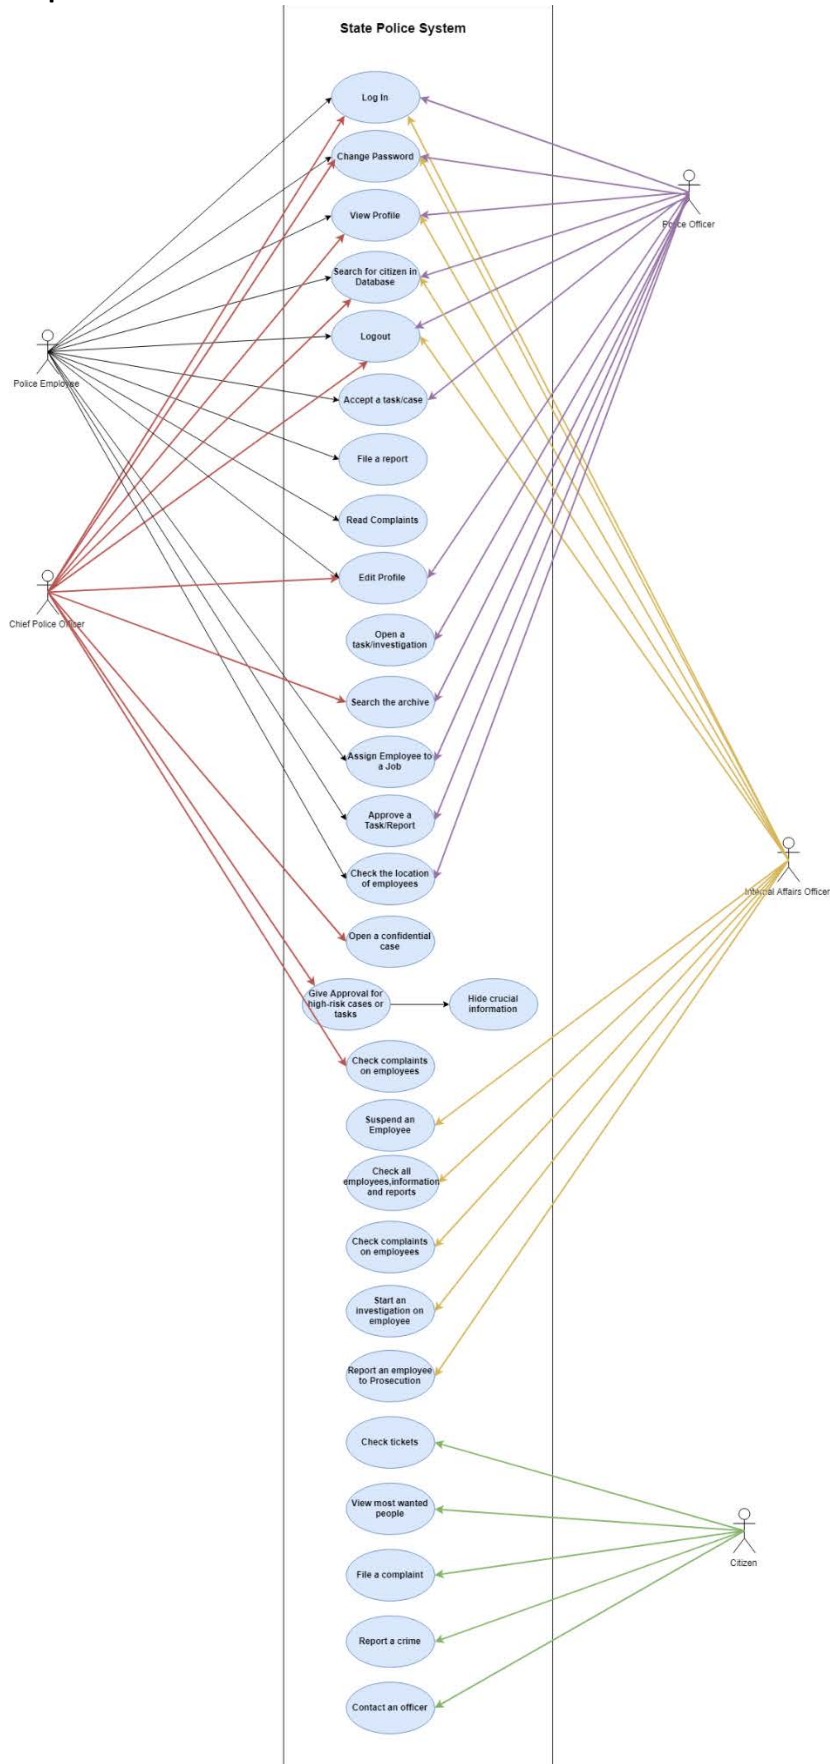 State Police System
Log In
Change Password
Police Officer
View Profile
Search for citizen in
Database
Logout
Police Employee
Accept a task/case
File a report
Read Complaints
Edit Profile
Chief Police Officer
Open a
task/investigation
Search the archive
Assign Employee to
a Job
Approve a
Task/Report
Check the location
of employees
Internal Affairs Officer
Open a confidential
case
Give Approval for
high-risk cases or
tasks
Hide crucial
information
Check complaints
on employees
Suspend an
Employee
Check all
employees,information
and reports
Check complaints
on employees
Start an
investigation on
employee
Report an employee
to Prosecution
Check tickets
View most wanted
people
Citizen
File a complaint
Report a crime
Contact an officer